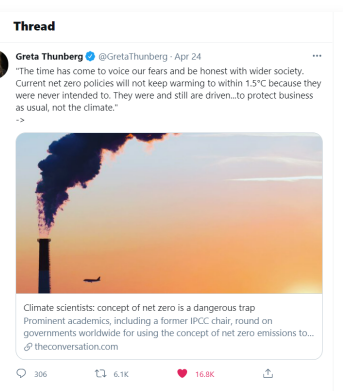 Thread
Greta Thunberg @GretaThunberg · Apr 24
"The time has come to voice our fears and be honest with wider society.
Current net zero policies will not keep warming to within 1.5°C because they
were never intended to. They were and still are driven...to protect business
as usual, not the climate."
->
Climate scientists: concept of net zero is a dangerous trap
Prominent academics, including a former IPCC chair, round on
governments worldwide for using the concept of net zero emissions to...
theconversation.com
306 6.1K 16.8K